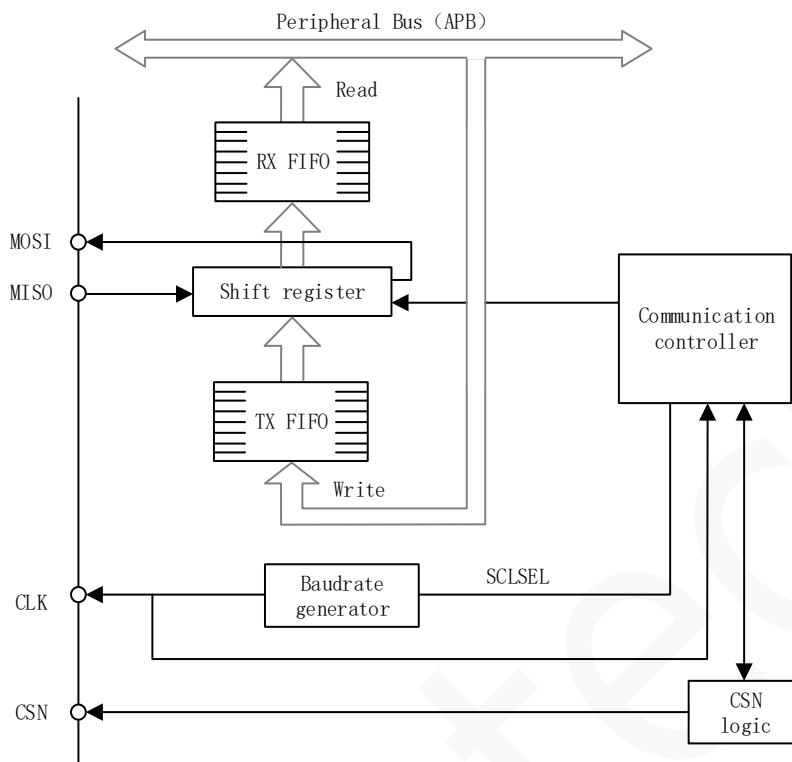 Peripheral Bus（APB）
Read
RX FIFO
MOSI
MISO
Shift register
Communication
controller
TX FIFO
Write
SCLSEL
Baudrate
generator
CLK
CSN
CSN
logic